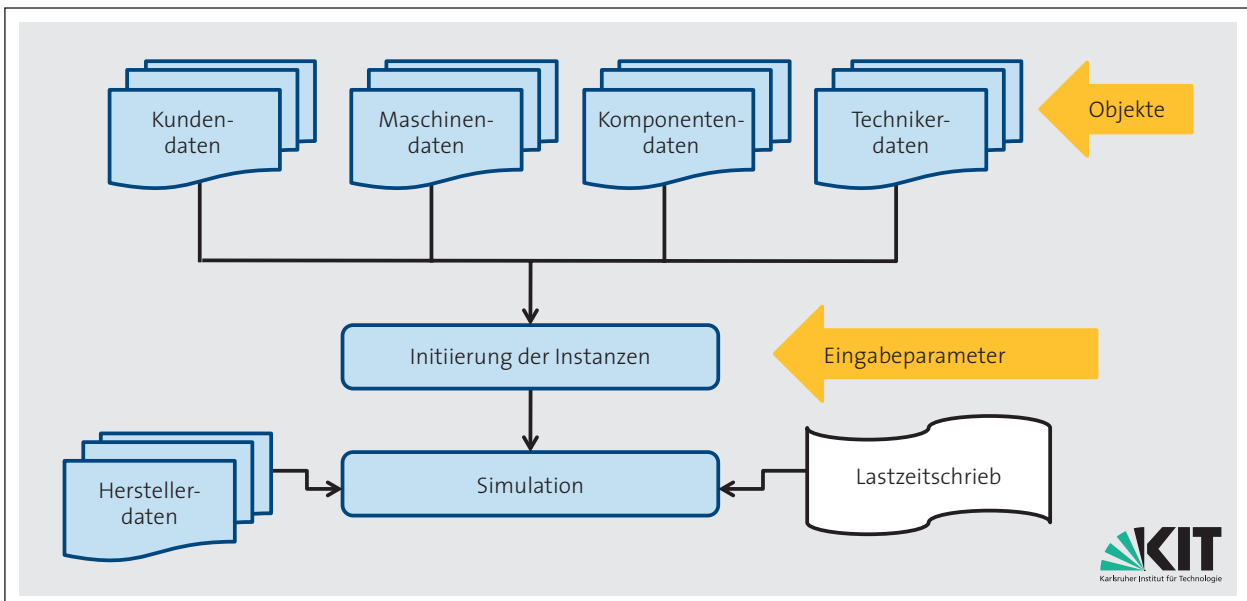 Kunden-
daten
Maschinen-
daten
Komponenten-
daten
Techniker-
daten
Objekte
Initiierung der Instanzen
Eingabeparameter
Hersteller-
daten
Simulation
Lastzeitschrieb
KIT
Karlsruher Institut für Technologie